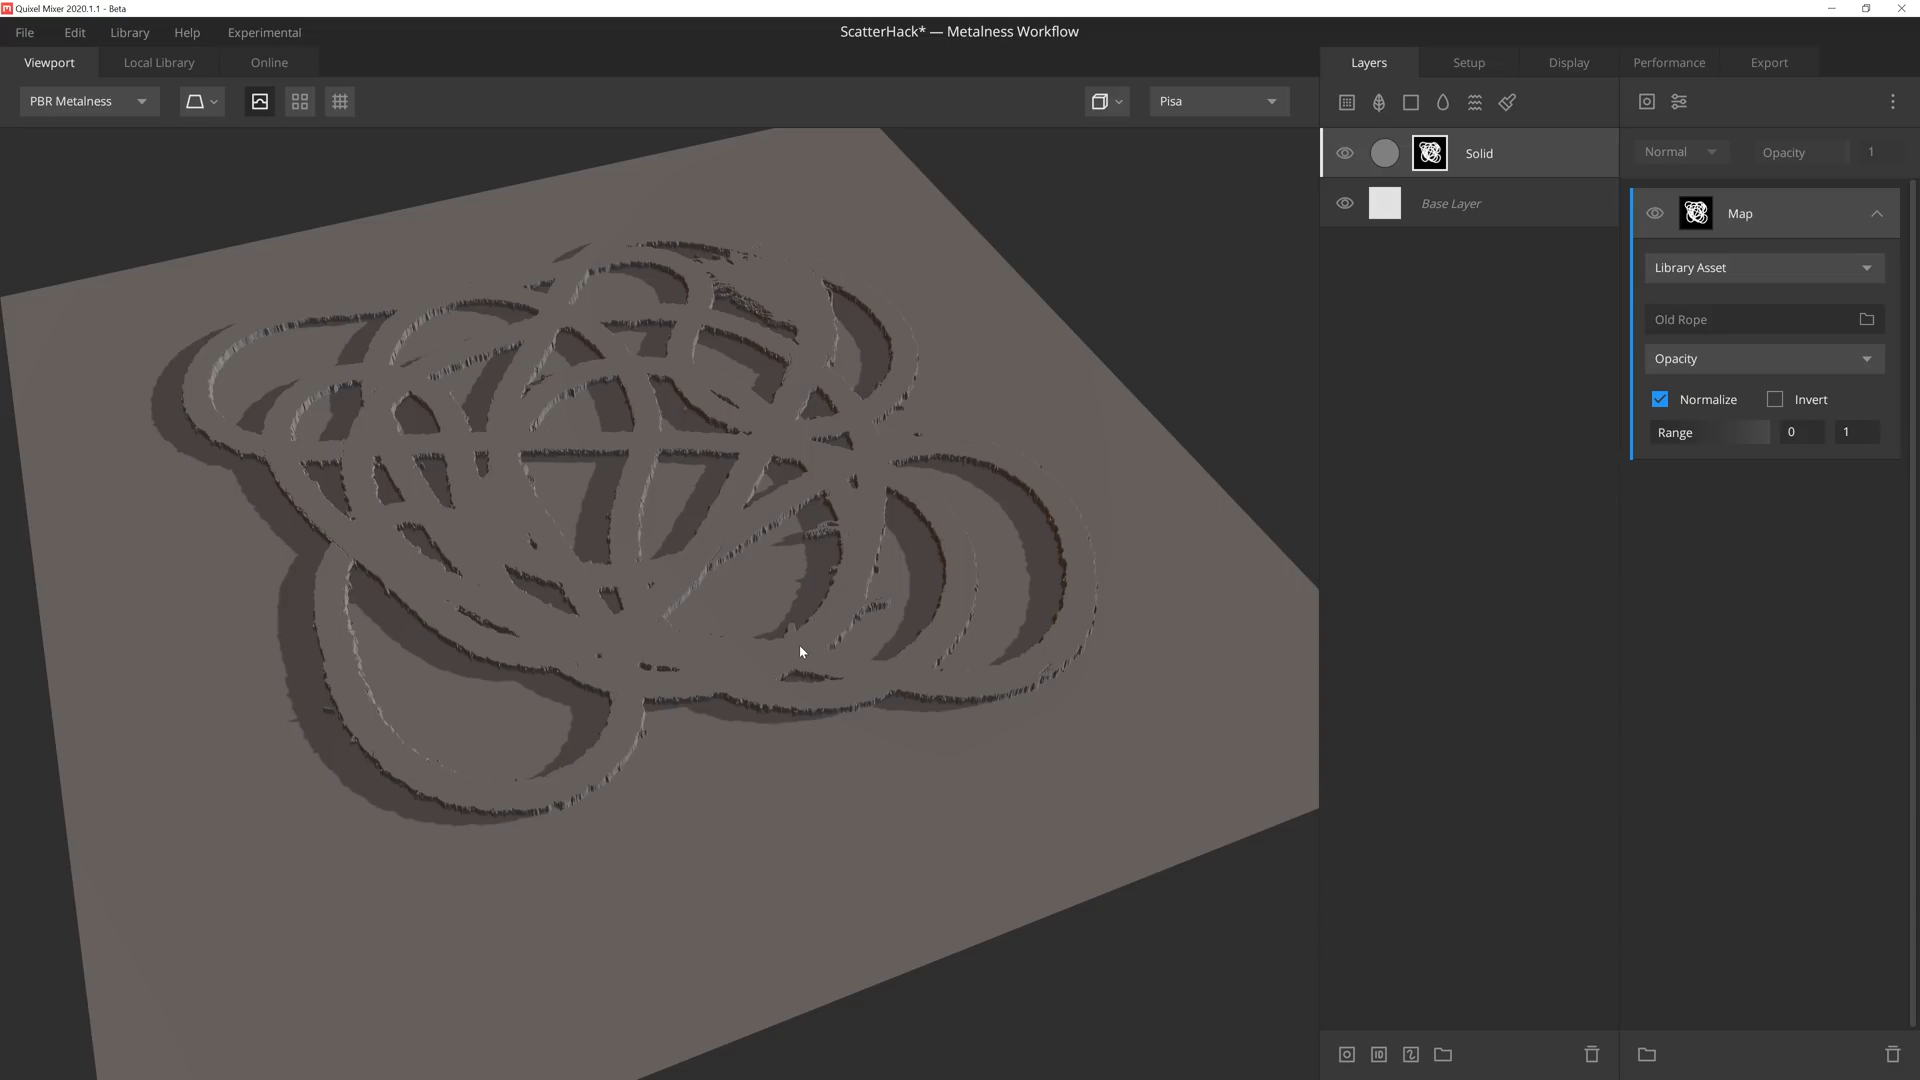 Quixel Mixer 2020.1.1 - Beta
File Edit Library Help Experimental
ScatterHack* — Metalness Workflow
Viewport Local Library Online
Layers Setup Display Performance Export
PBR Metalness
Pisa
Solid
Normal Opacity 1
Base Layer
Map
Library Asset
Old Rope
Opacity
Normalize Invert
Range 0 1